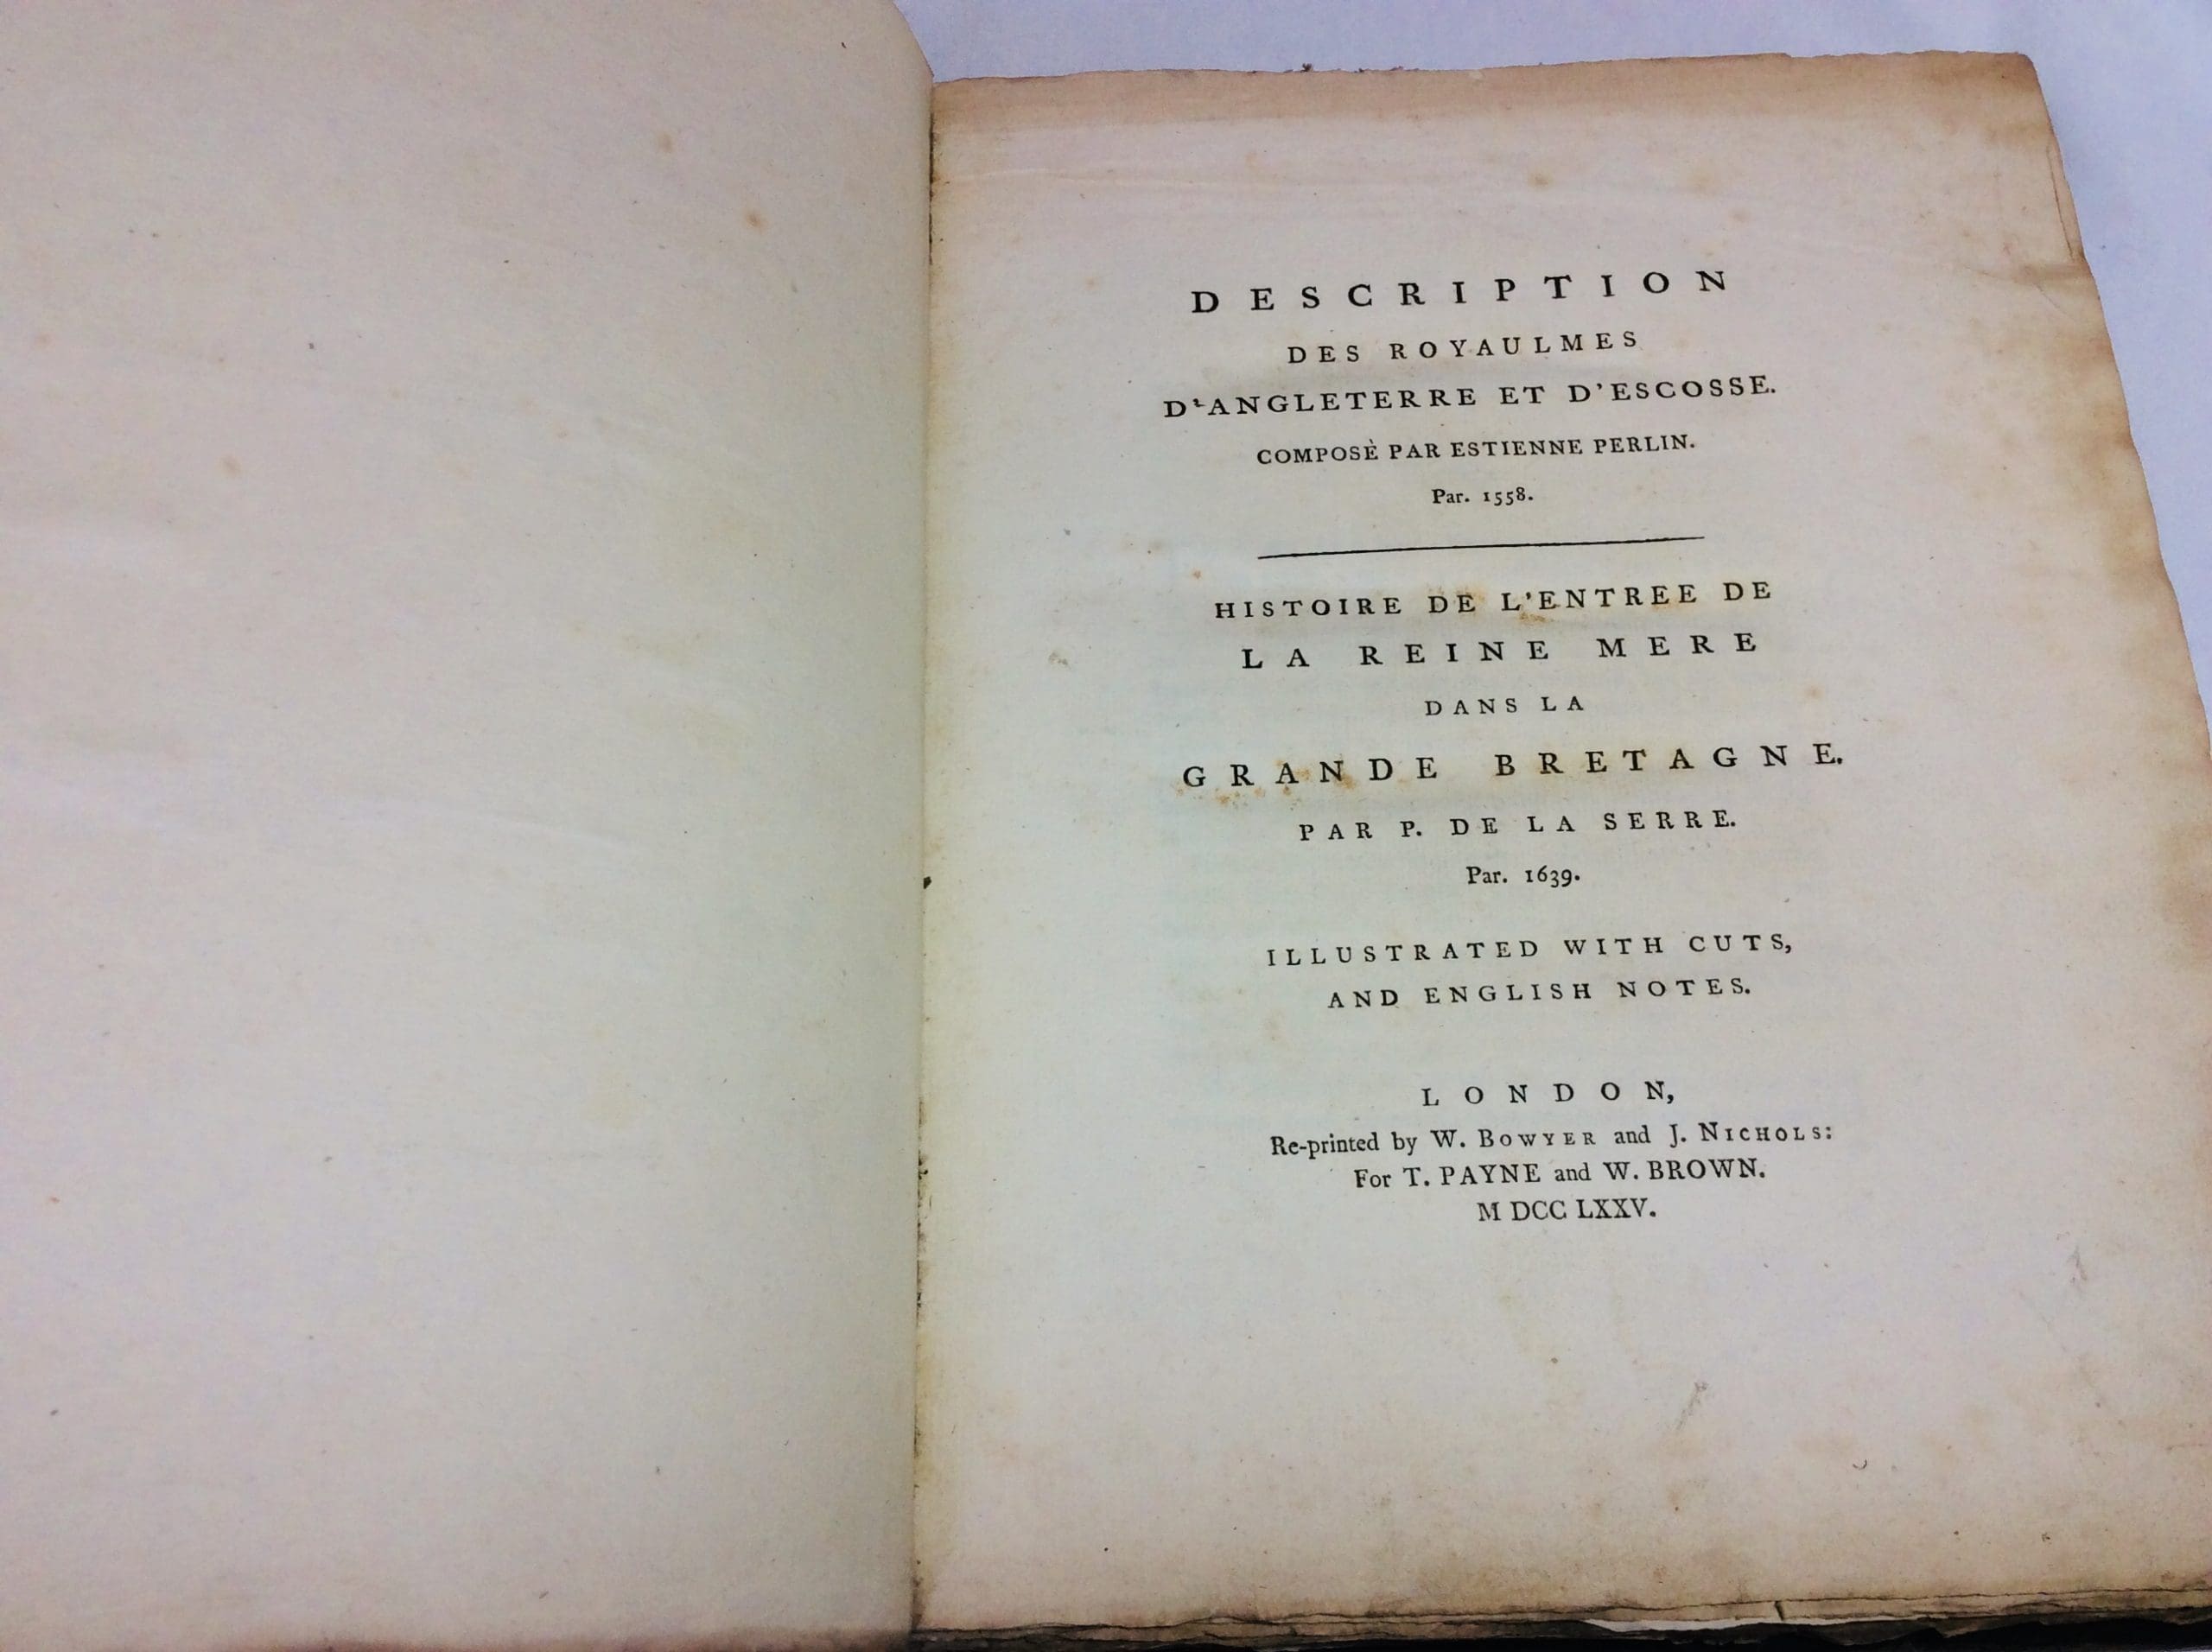 DESCRIPTION
DES ROYAULMES
D'ANGLETERRE ET D'ESCOSSE.
COMPOSÈ PAR ESTIENNE PERLIN.
Par. 1558.
HISTOIRE DE L'ENTREE DE
LA REINE MERE
DANS LA
GRANDE BRETAGNE.
PAR P. DE LA SERRE.
Par. 1639.
ILLUSTRATED WITH CUTS,
AND ENGLISH NOTES.
LONDON,
Re-printed by W. BOWYER and J. NICHOLS:
For T. PAYNE and W. BROWN.
M DCC LXXV.